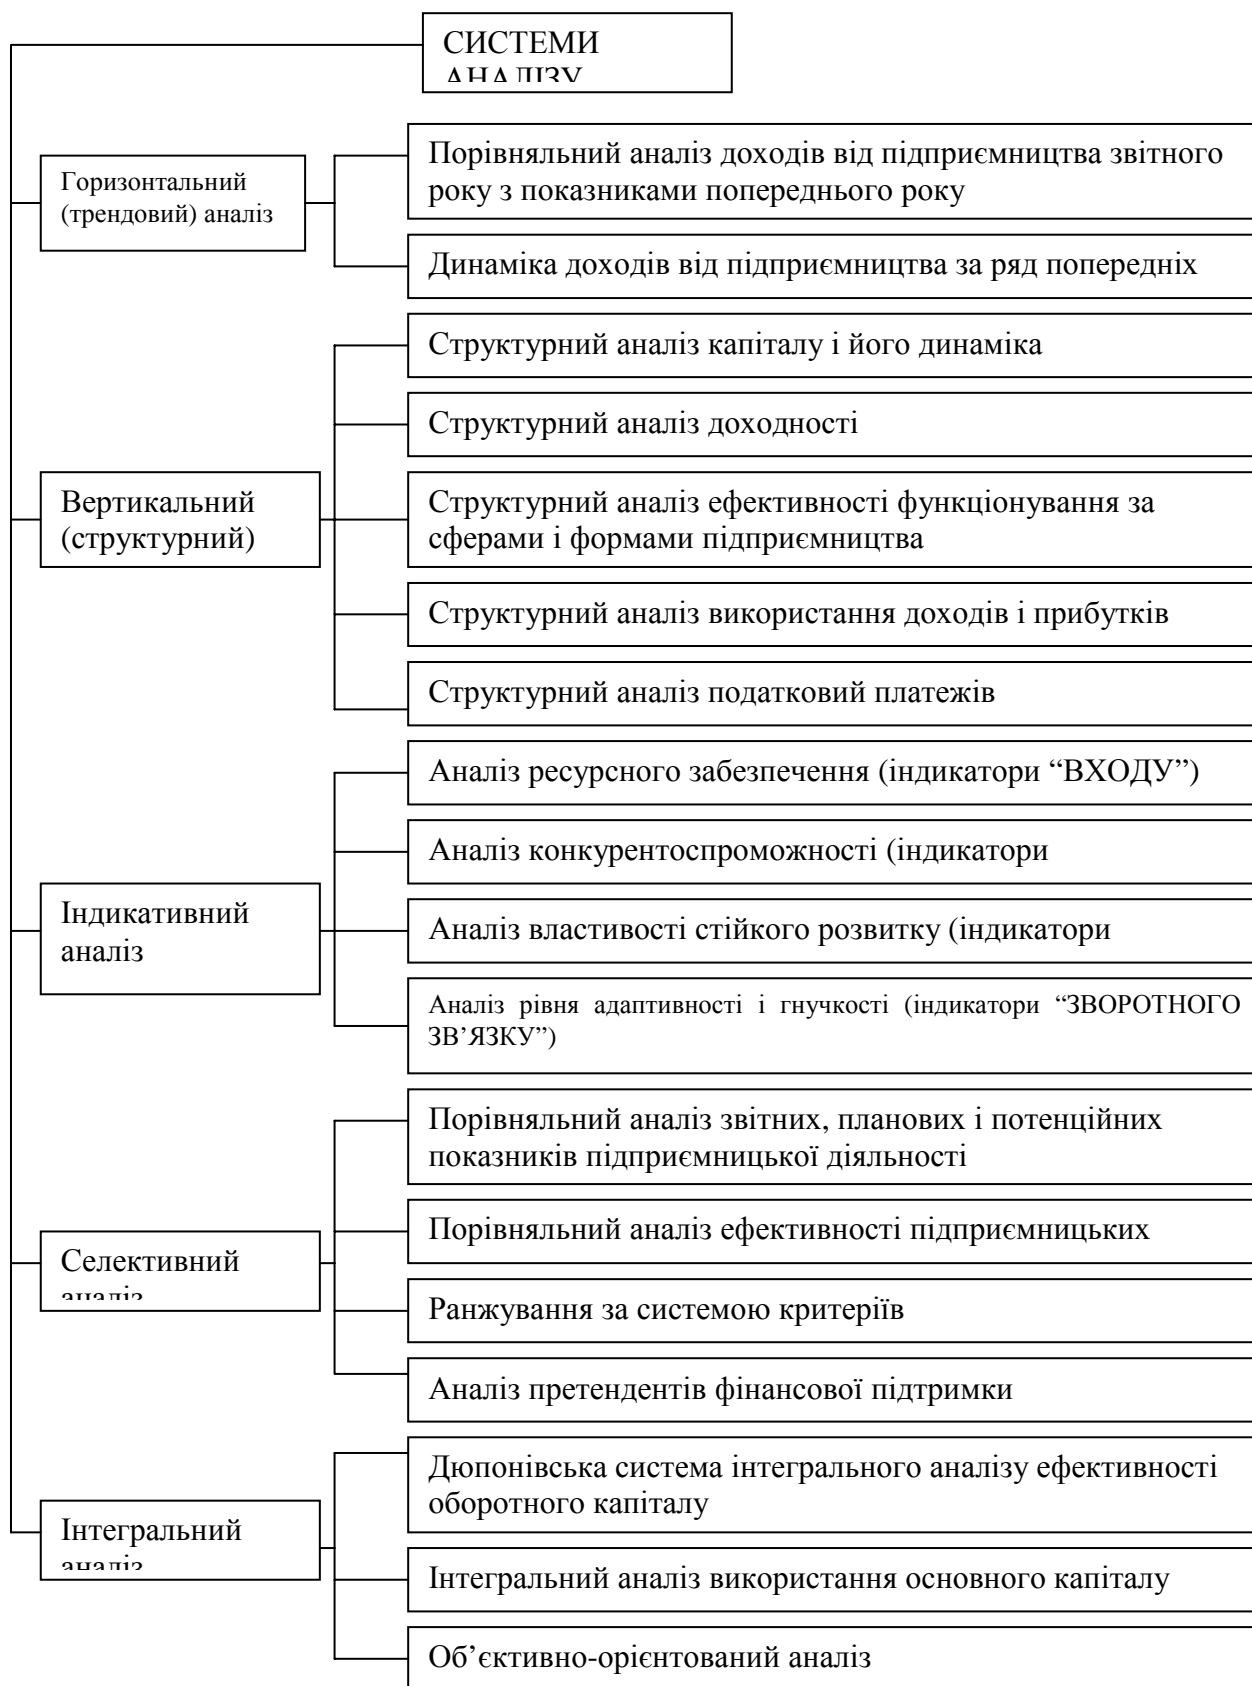 СИСТЕМИ
АНАЛІЗУ
Горизонтальний
(трендовий) аналіз
Порівняльний аналіз доходів від підприємництва звітного
року з показниками попереднього року
Динаміка доходів від підприємництва за ряд попередніх
Вертикальний
(структурний)
Структурний аналіз капіталу і його динаміка
Структурний аналіз доходності
Структурний аналіз ефективності функціонування за
сферами і формами підприємництва
Структурний аналіз використання доходів і прибутків
Структурний аналіз податковий платежів
Індикативний
аналіз
Аналіз ресурсного забезпечення (індикатори “ВХОДУ”)
Аналіз конкурентоспроможності (індикатори
Аналіз властивості стійкого розвитку (індикатори
Аналіз рівня адаптивності і гнучкості (індикатори “ЗВОРОТНОГО
ЗВ’ЯЗКУ”)
Селективний
аналіз
Порівняльний аналіз звітних, планових і потенційних
показників підприємницької діяльності
Порівняльний аналіз ефективності підприємницьких
Ранжування за системою критеріїв
Аналіз претендентів фінансової підтримки
Інтегральний
аналіз
Дюпонівська система інтегрального аналізу ефективності
оборотного капіталу
Інтегральний аналіз використання основного капіталу
Об’єктивно-орієнтований аналіз